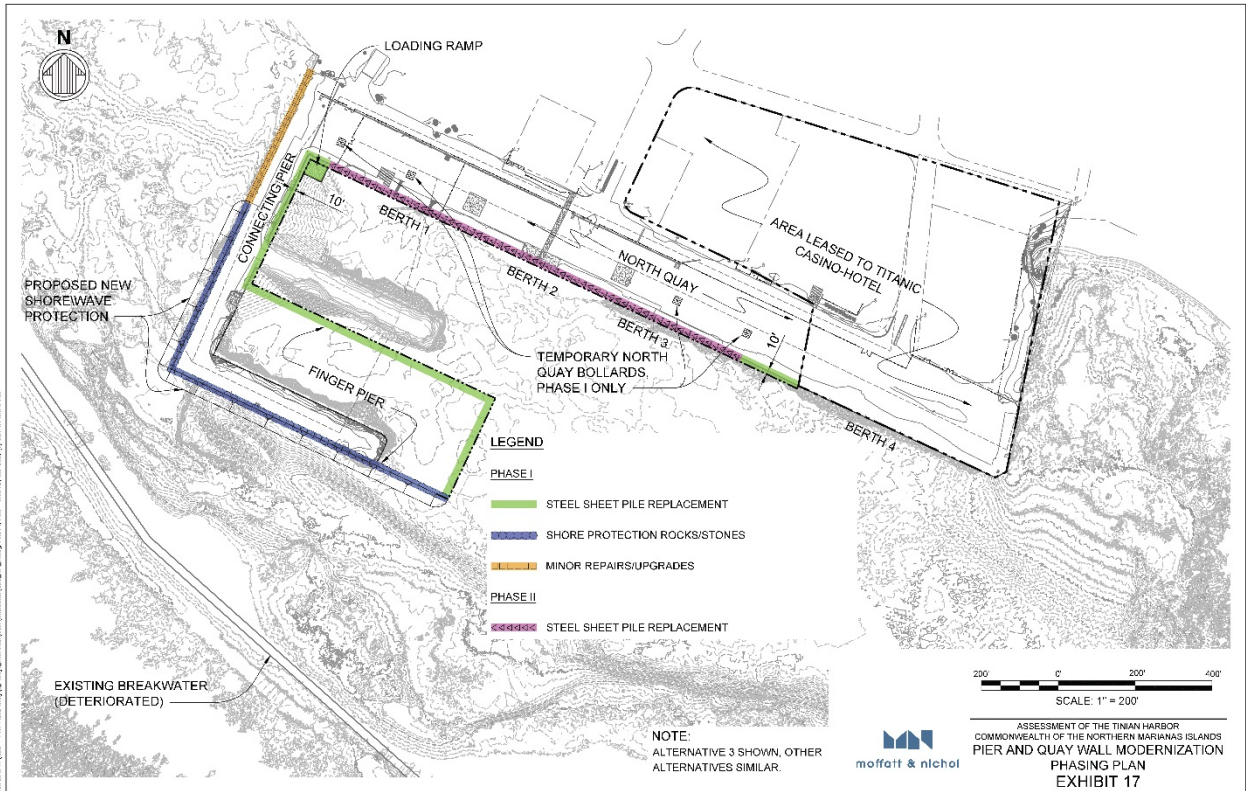 N
LOADING RAMP
CONNECTING PIER
10'
BERTH 1
BERTH 2
NORTH QUAY
BERTH 3
10'
BERTH 4
AREA LEASED TO TITANIC
CASINO-HOTEL
PROPOSED NEW
SHOREWAVE
PROTECTION
FINGER PIER
TEMPORARY NORTH
QUAY BOLLARDS,
PHASE I ONLY
LEGEND
PHASE I
STEEL SHEET PILE REPLACEMENT
SHORE PROTECTION ROCKS/STONES
MINOR REPAIRS/UPGRADES
PHASE II
STEEL SHEET PILE REPLACEMENT
EXISTING BREAKWATER
(DETERIORATED)
NOTE:
ALTERNATIVE 3 SHOWN, OTHER
ALTERNATIVES SIMILAR.
moffatt & nichol
200' 0' 200' 400'
SCALE: 1" = 200'
ASSESSMENT OF THE TINIAN HARBOR
COMMONWEALTH OF THE NORTHERN MARIANAS ISLANDS
PIER AND QUAY WALL MODERNIZATION
PHASING PLAN
EXHIBIT 17